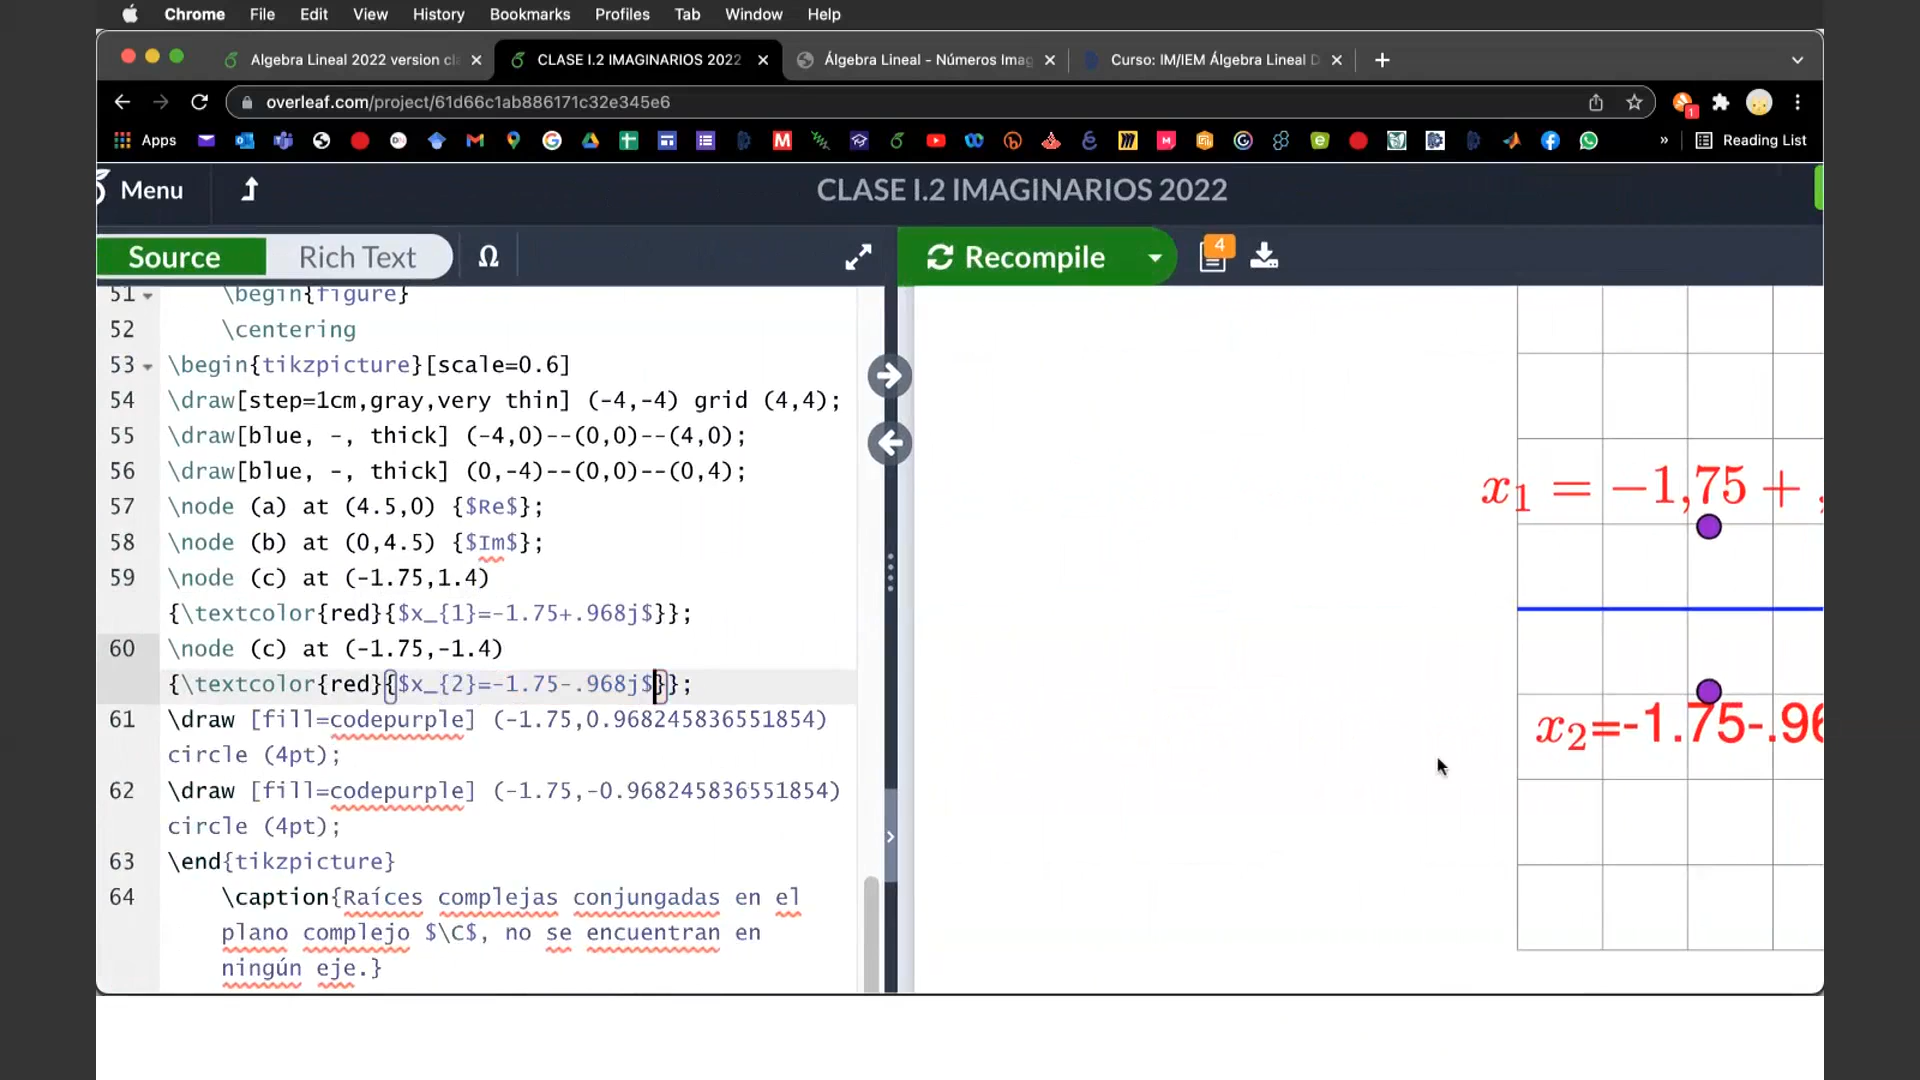 Chrome File Edit View History Bookmarks Profiles Tab Window Help
Algebra Lineal 2022 version cl
CLASE I.2 IMAGINARIOS 2022
Álgebra Lineal - Números Imag
Curso: IM/IEM Álgebra Lineal D
overleaf.com/project/61d66c1ab886171c32e345e6
1
Apps
Reading List
Menu
CLASE I.2 IMAGINARIOS 2022
Source Rich Text Ω
Recompile
4
51 \begin{figure}
52 \centering
53 \begin{tikzpicture}[scale=0.6]
54 \draw[step=1cm,gray,very thin] (-4,-4) grid (4,4);
55 \draw[blue, -, thick] (-4,0)--(0,0)--(4,0);
56 \draw[blue, -, thick] (0,-4)--(0,0)--(0,4);
57 \node (a) at (4.5,0) {$Re$};
58 \node (b) at (0,4.5) {$Im$};
59 \node (c) at (-1.75,1.4)
{\textcolor{red}{$x_{1}=-1.75+.968j$}};
60 \node (c) at (-1.75,-1.4)
{\textcolor{red}{$x_{2}=-1.75-.968j$}};
61 \draw [fill=codepurple] (-1.75,0.968245836551854)
circle (4pt);
62 \draw [fill=codepurple] (-1.75,-0.968245836551854)
circle (4pt);
63 \end{tikzpicture}
64 \caption{Raíces complejas conjungadas en el
plano complejo $\C$, no se encuentran en
ningún eje.}
x₁ = −1,75 + ,
x₂=-1.75-.96